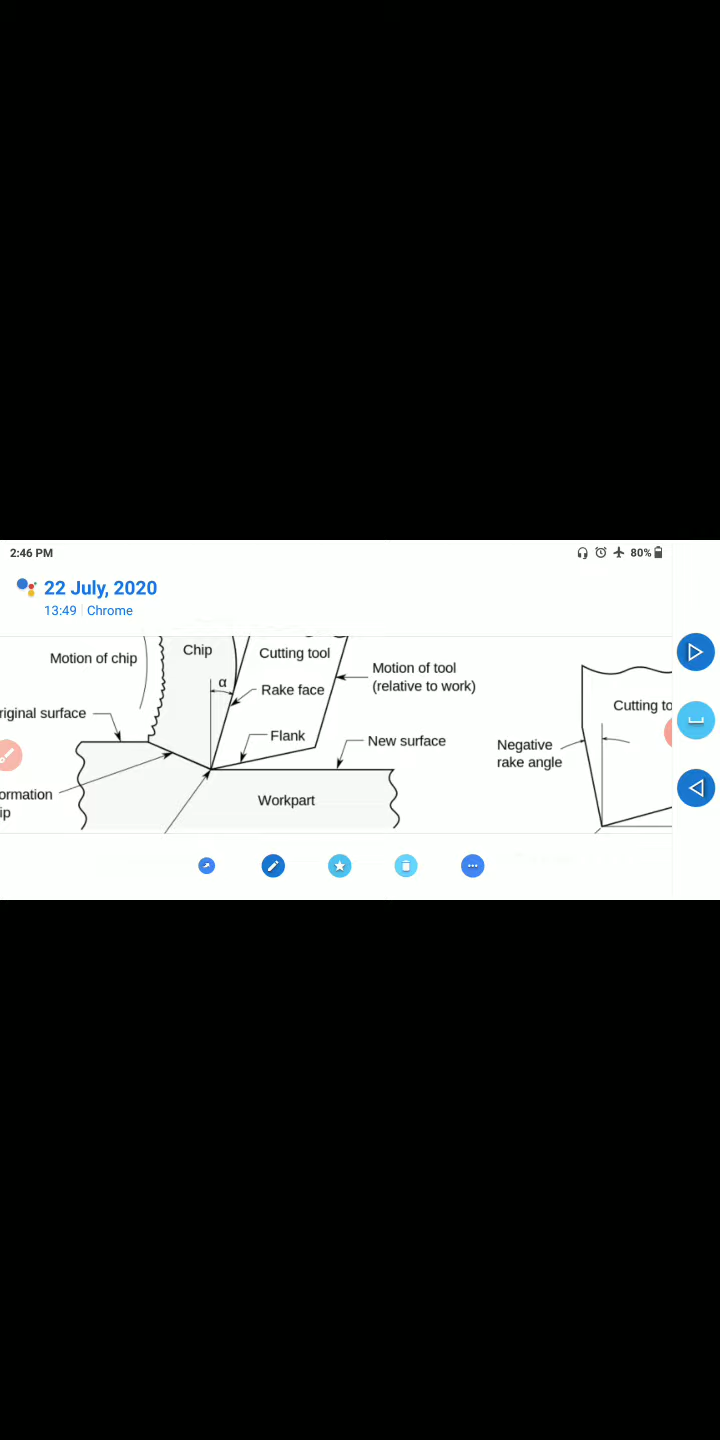 2:46 PM
80%
22 July, 2020
13:49 | Chrome
Motion of chip
Chip
Cutting tool
α
Rake face
Motion of tool
(relative to work)
riginal surface
Flank
New surface
ormation
ip
Workpart
Cutting to
Negative
rake angle